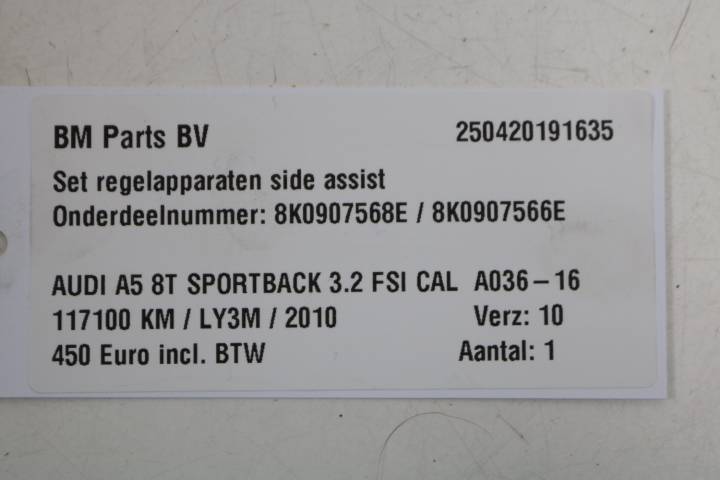 BM Parts BV 250420191635
Set regelapparaten side assist
Onderdeelnummer: 8K0907568E / 8K0907566E
AUDI A5 8T SPORTBACK 3.2 FSI CAL A036-16
117100 KM / LY3M / 2010 Verz: 10
450 Euro incl. BTW Aantal: 1